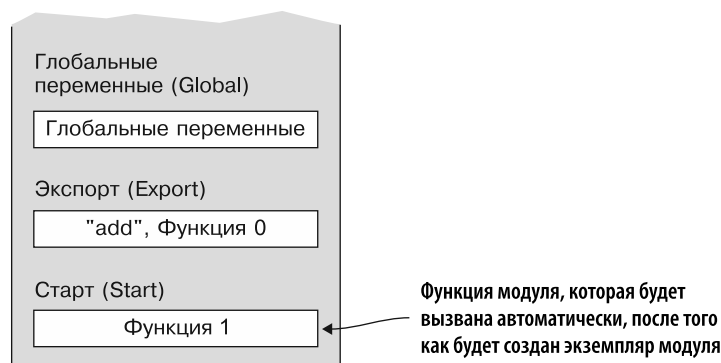 Глобальные
переменные (Global)
Глобальные переменные
Экспорт (Export)
"add", Функция 0
Старт (Start)
Функция 1
Функция модуля, которая будет
вызвана автоматически, после того
как будет создан экземпляр модуля